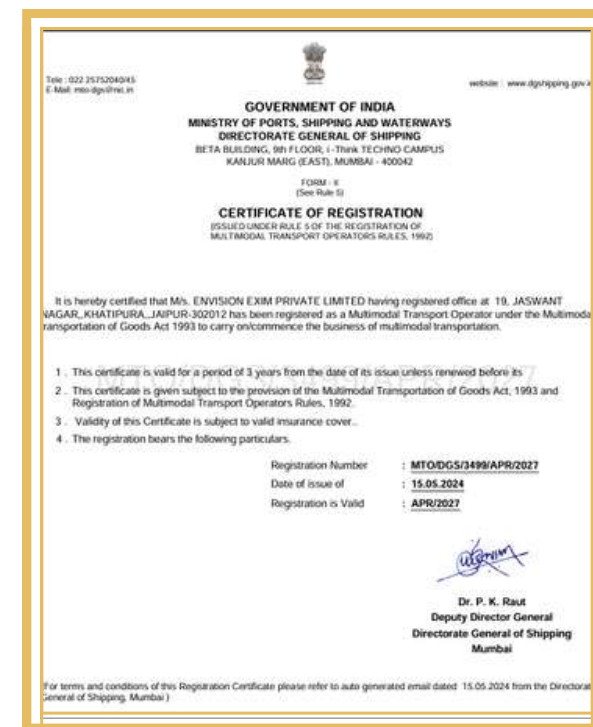 Tele : 022 25752040/45
E-Mail: mto-dgs@nic.in
website : www.dgshipping.gov.i
GOVERNMENT OF INDIA
MINISTRY OF PORTS, SHIPPING AND WATERWAYS
DIRECTORATE GENERAL OF SHIPPING
BETA BUILDING, 9th FLOOR, i -Think TECHNO CAMPUS
KANJUR MARG (EAST), MUMBAI - 400042
FORM - II
(See Rule 5)
CERTIFICATE OF REGISTRATION
(ISSUED UNDER RULE 5 OF THE REGISTRATION OF
MULTIMODAL TRANSPORT OPERATORS RULES, 1992)
It is hereby certified that M/s. ENVISION EXIM PRIVATE LIMITED having registered office at 19, JASWANT
NAGAR,,KHATIPURA,,JAIPUR-302012 has been registered as a Multimodal Transport Operator under the Multimoda
ransportation of Goods Act 1993 to carry on/commence the business of multimodal transportation.
1 . This certificate is valid for a period of 3 years from the date of its issue unless renewed before its
2 . This certificate is given subject to the provision of the Multimodal Transportation of Goods Act, 1993 and
Registration of Multimodal Transport Operators Rules, 1992.
3 . Validity of this Certificate is subject to valid insurance cover..
4 . The registration bears the following particulars.
MTO/DGS/3499/APR/2027
Registration Number : MTO/DGS/3499/APR/2027
Date of issue of : 15.05.2024
Registration is Valid : APR/2027
Dr. P. K. Raut
Deputy Director General
Directorate General of Shipping
Mumbai
For terms and conditions of this Registration Certificate please refer to auto generated email dated 15.05.2024 from the Directorat
General of Shipping, Mumbai )